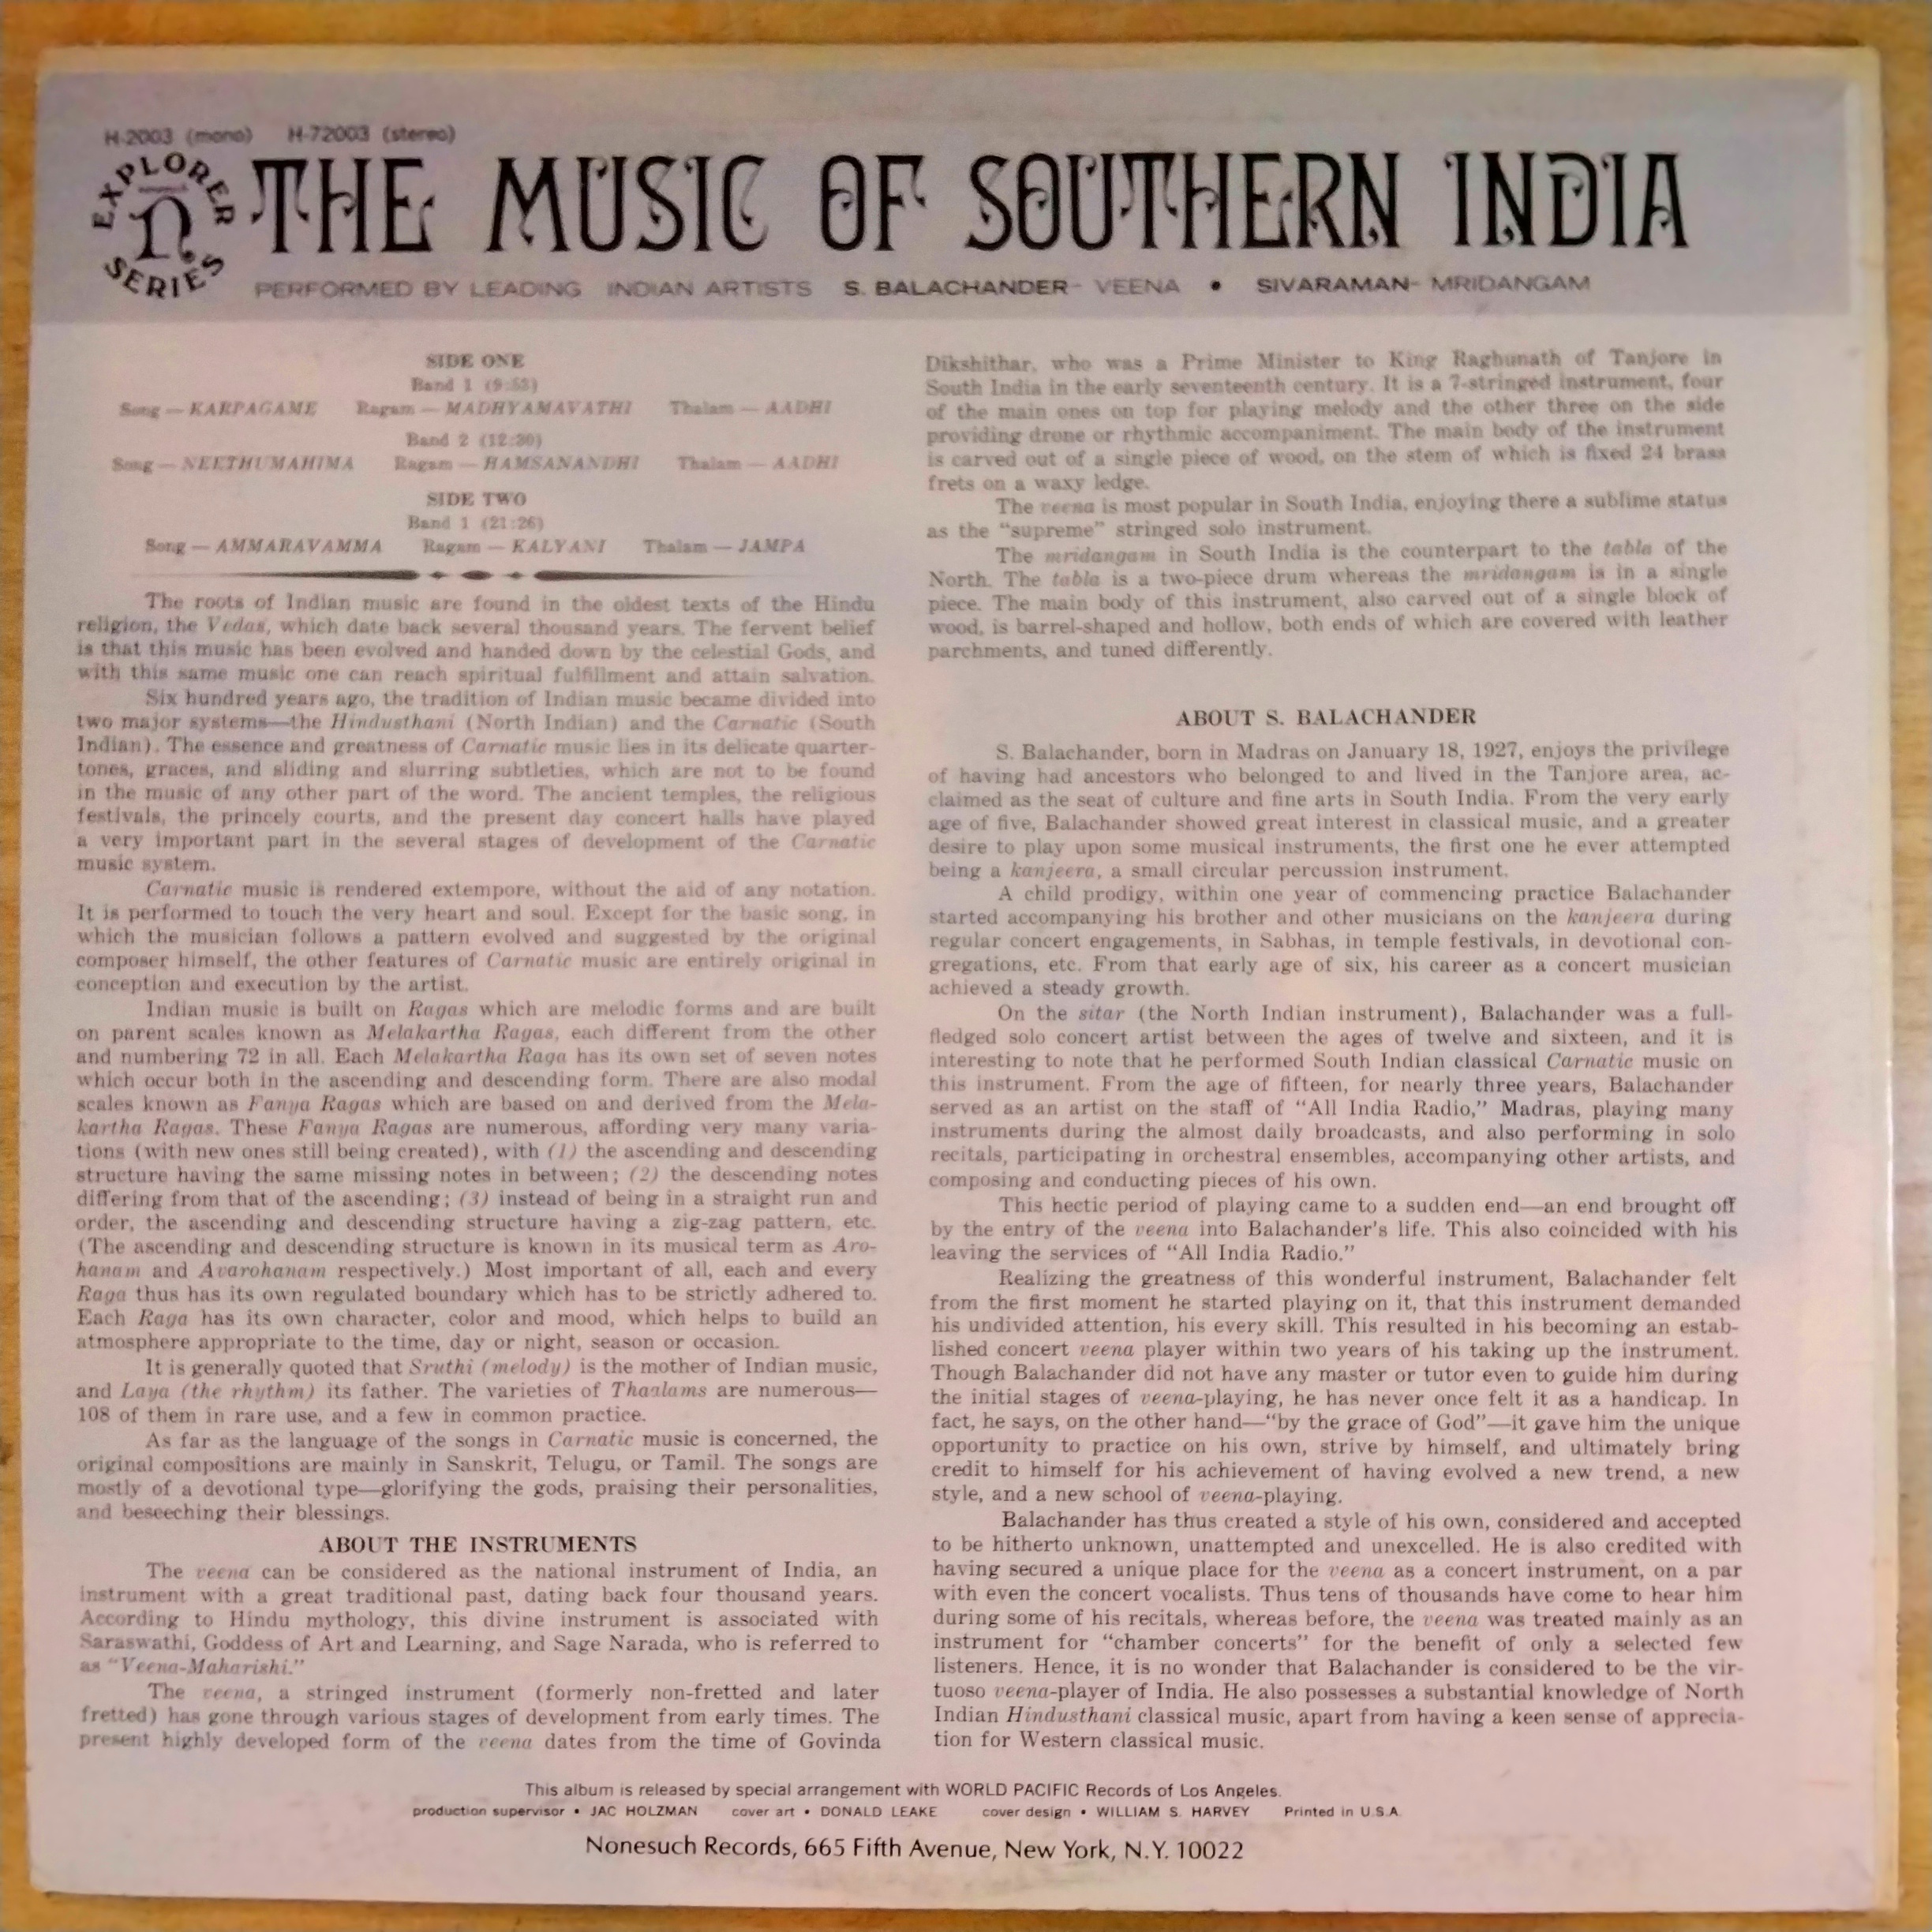 H-2003 (mono) H-72003 (stereo)
EXPLORER
n
SERIES
THE MUSIC OF SOUTHERN INDIA
PERFORMED BY LEADING INDIAN ARTISTS S. BALACHANDER- VEENA • SIVARAMAN- MRIDANGAM
SIDE ONE
Band 1 (9:53)
Song — KARPAGAME Ragam — MADHYAMAVATHI Thalam — AADHI
Band 2 (12:30)
Song — NEETHUMAHIMA Ragam — HAMSANANDHI Thalam — AADHI
SIDE TWO
Band 1 (21:26)
Song — AMMARAVAMMA Ragam — KALYANI Thalam — JAMPA
The roots of Indian music are found in the oldest texts of the Hindu
religion, the Vedas, which date back several thousand years. The fervent belief
is that this music has been evolved and handed down by the celestial Gods, and
with this same music one can reach spiritual fulfillment and attain salvation.
Six hundred years ago, the tradition of Indian music became divided into
two major systems—the Hindusthani (North Indian) and the Carnatic (South
Indian). The essence and greatness of Carnatic music lies in its delicate quarter-
tones, graces, and sliding and slurring subtleties, which are not to be found
in the music of any other part of the word. The ancient temples, the religious
festivals, the princely courts, and the present day concert halls have played
a very important part in the several stages of development of the Carnatic
music system.
Carnatic music is rendered extempore, without the aid of any notation.
It is performed to touch the very heart and soul. Except for the basic song, in
which the musician follows a pattern evolved and suggested by the original
composer himself, the other features of Carnatic music are entirely original in
conception and execution by the artist.
Indian music is built on Ragas which are melodic forms and are built
on parent scales known as Melakartha Ragas, each different from the other
and numbering 72 in all. Each Melakartha Raga has its own set of seven notes
which occur both in the ascending and descending form. There are also modal
scales known as Fanya Ragas which are based on and derived from the Mela-
kartha Ragas. These Fanya Ragas are numerous, affording very many varia-
tions (with new ones still being created), with (1) the ascending and descending
structure having the same missing notes in between; (2) the descending notes
differing from that of the ascending; (3) instead of being in a straight run and
order, the ascending and descending structure having a zig-zag pattern, etc.
(The ascending and descending structure is known in its musical term as Aro-
hanam and Avarohanam respectively.) Most important of all, each and every
Raga thus has its own regulated boundary which has to be strictly adhered to.
Each Raga has its own character, color and mood, which helps to build an
atmosphere appropriate to the time, day or night, season or occasion.
It is generally quoted that Sruthi (melody) is the mother of Indian music,
and Laya (the rhythm) its father. The varieties of Thaalams are numerous—
108 of them in rare use, and a few in common practice.
As far as the language of the songs in Carnatic music is concerned, the
original compositions are mainly in Sanskrit, Telugu, or Tamil. The songs are
mostly of a devotional type—glorifying the gods, praising their personalities,
and beseeching their blessings.
ABOUT THE INSTRUMENTS
The veena can be considered as the national instrument of India, an
instrument with a great traditional past, dating back four thousand years.
According to Hindu mythology, this divine instrument is associated with
Saraswathi, Goddess of Art and Learning, and Sage Narada, who is referred to
as "Veena-Maharishi."
The veena, a stringed instrument (formerly non-fretted and later
fretted) has gone through various stages of development from early times. The
present highly developed form of the veena dates from the time of Govinda
Dikshithar, who was a Prime Minister to King Raghunath of Tanjore in
South India in the early seventeenth century. It is a 7-stringed instrument, four
of the main ones on top for playing melody and the other three on the side
providing drone or rhythmic accompaniment. The main body of the instrument
is carved out of a single piece of wood, on the stem of which is fixed 24 brass
frets on a waxy ledge.
The veena is most popular in South India, enjoying there a sublime status
as the "supreme" stringed solo instrument.
The mridangam in South India is the counterpart to the tabla of the
North. The tabla is a two-piece drum whereas the mridangam is in a single
piece. The main body of this instrument, also carved out of a single block of
wood, is barrel-shaped and hollow, both ends of which are covered with leather
parchments, and tuned differently.
ABOUT S. BALACHANDER
S. Balachander, born in Madras on January 18, 1927, enjoys the privilege
of having had ancestors who belonged to and lived in the Tanjore area, ac-
claimed as the seat of culture and fine arts in South India. From the very early
age of five, Balachander showed great interest in classical music, and a greater
desire to play upon some musical instruments, the first one he ever attempted
being a kanjeera, a small circular percussion instrument.
A child prodigy, within one year of commencing practice Balachander
started accompanying his brother and other musicians on the kanjeera during
regular concert engagements, in Sabhas, in temple festivals, in devotional con-
gregations, etc. From that early age of six, his career as a concert musician
achieved a steady growth.
On the sitar (the North Indian instrument), Balachander was a full-
fledged solo concert artist between the ages of twelve and sixteen, and it is
interesting to note that he performed South Indian classical Carnatic music on
this instrument. From the age of fifteen, for nearly three years, Balachander
served as an artist on the staff of "All India Radio," Madras, playing many
instruments during the almost daily broadcasts, and also performing in solo
recitals, participating in orchestral ensembles, accompanying other artists, and
composing and conducting pieces of his own.
This hectic period of playing came to a sudden end—an end brought off
by the entry of the veena into Balachander's life. This also coincided with his
leaving the services of "All India Radio."
Realizing the greatness of this wonderful instrument, Balachander felt
from the first moment he started playing on it, that this instrument demanded
his undivided attention, his every skill. This resulted in his becoming an estab-
lished concert veena player within two years of his taking up the instrument.
Though Balachander did not have any master or tutor even to guide him during
the initial stages of veena-playing, he has never once felt it as a handicap. In
fact, he says, on the other hand—"by the grace of God"—it gave him the unique
opportunity to practice on his own, strive by himself, and ultimately bring
credit to himself for his achievement of having evolved a new trend, a new
style, and a new school of veena-playing.
Balachander has thus created a style of his own, considered and accepted
to be hitherto unknown, unattempted and unexcelled. He is also credited with
having secured a unique place for the veena as a concert instrument, on a par
with even the concert vocalists. Thus tens of thousands have come to hear him
during some of his recitals, whereas before, the veena was treated mainly as an
instrument for "chamber concerts" for the benefit of only a selected few
listeners. Hence, it is no wonder that Balachander is considered to be the vir-
tuoso veena-player of India. He also possesses a substantial knowledge of North
Indian Hindusthani classical music, apart from having a keen sense of apprecia-
tion for Western classical music.
This album is released by special arrangement with WORLD PACIFIC Records of Los Angeles.
production supervisor • JAC HOLZMAN cover art • DONALD LEAKE cover design • WILLIAM S. HARVEY Printed in U.S.A.
Nonesuch Records, 665 Fifth Avenue, New York, N.Y. 10022